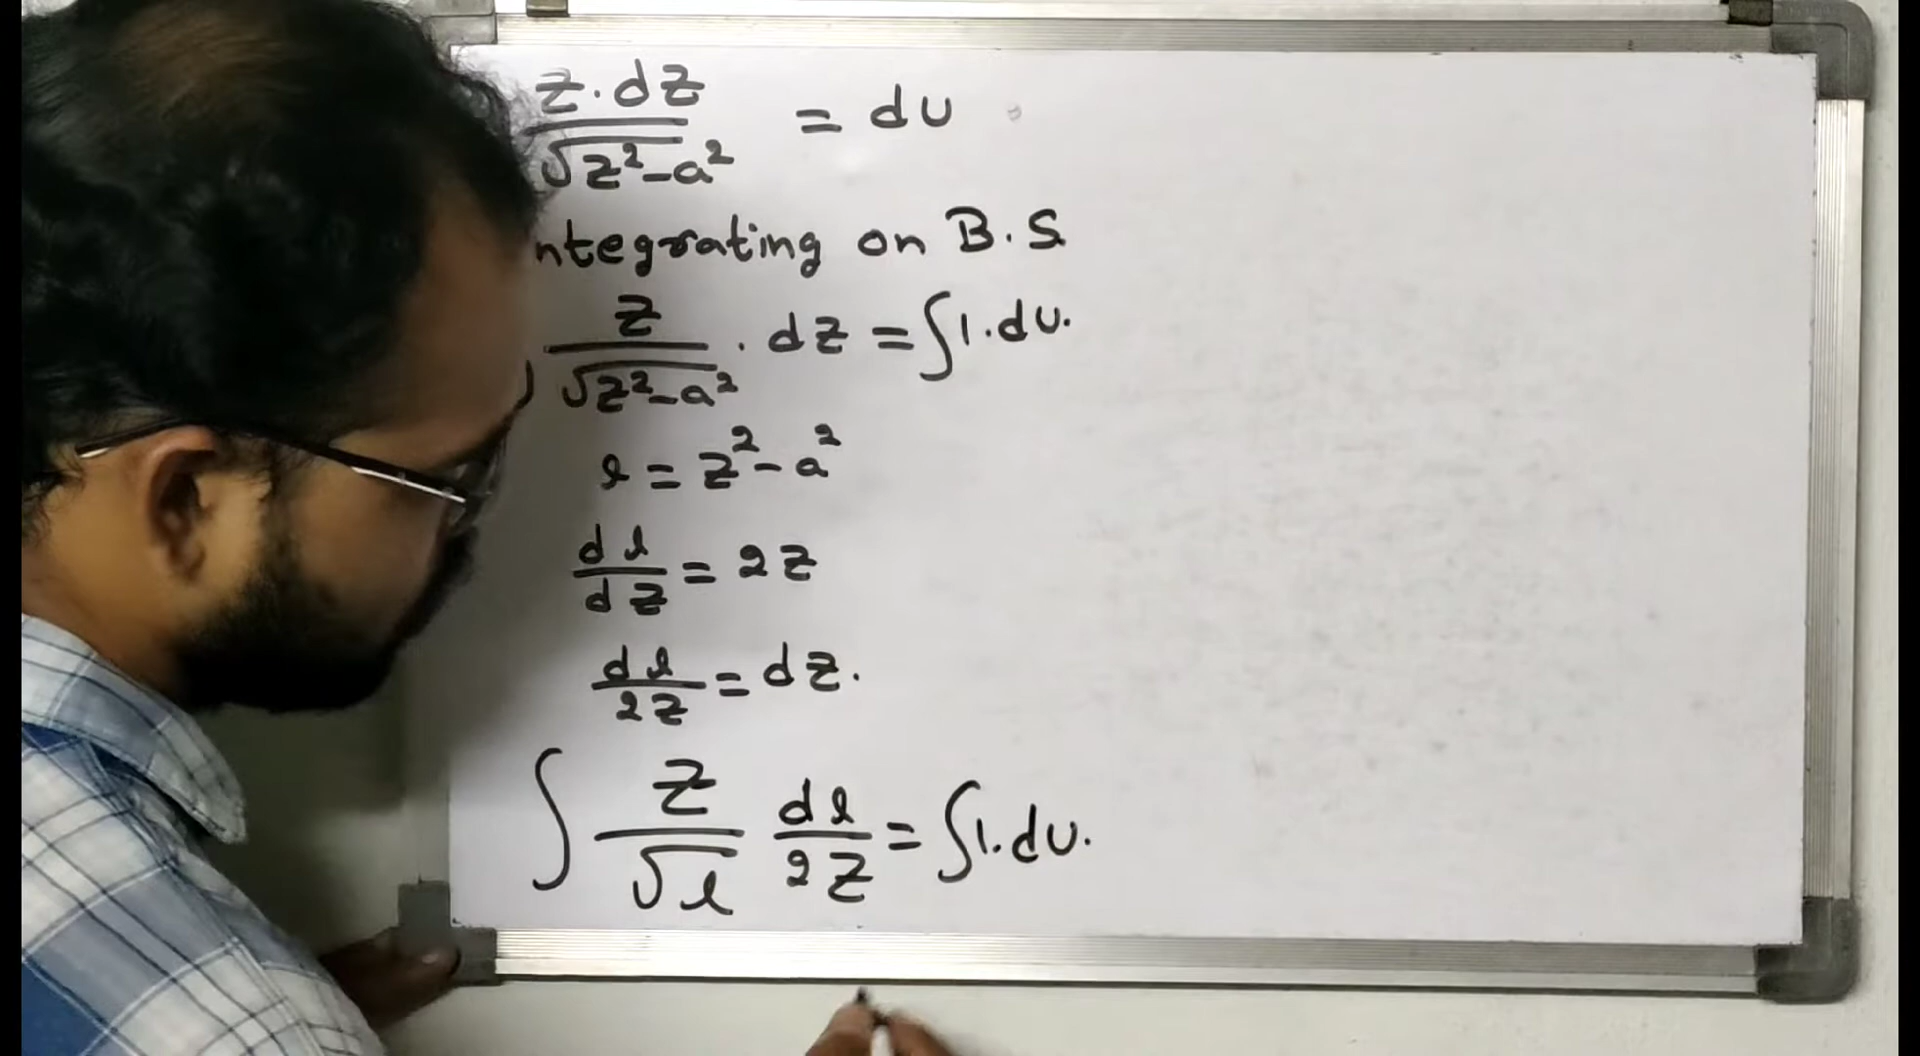 z.dz/√z²-a² = du
ntegrating on B.S.
z/√z²-a² . dz = ∫1.du.
l = z²-a²
dl/dz = 2z
dl/2z = dz.
∫ z/√l dl/2z = ∫1.du.